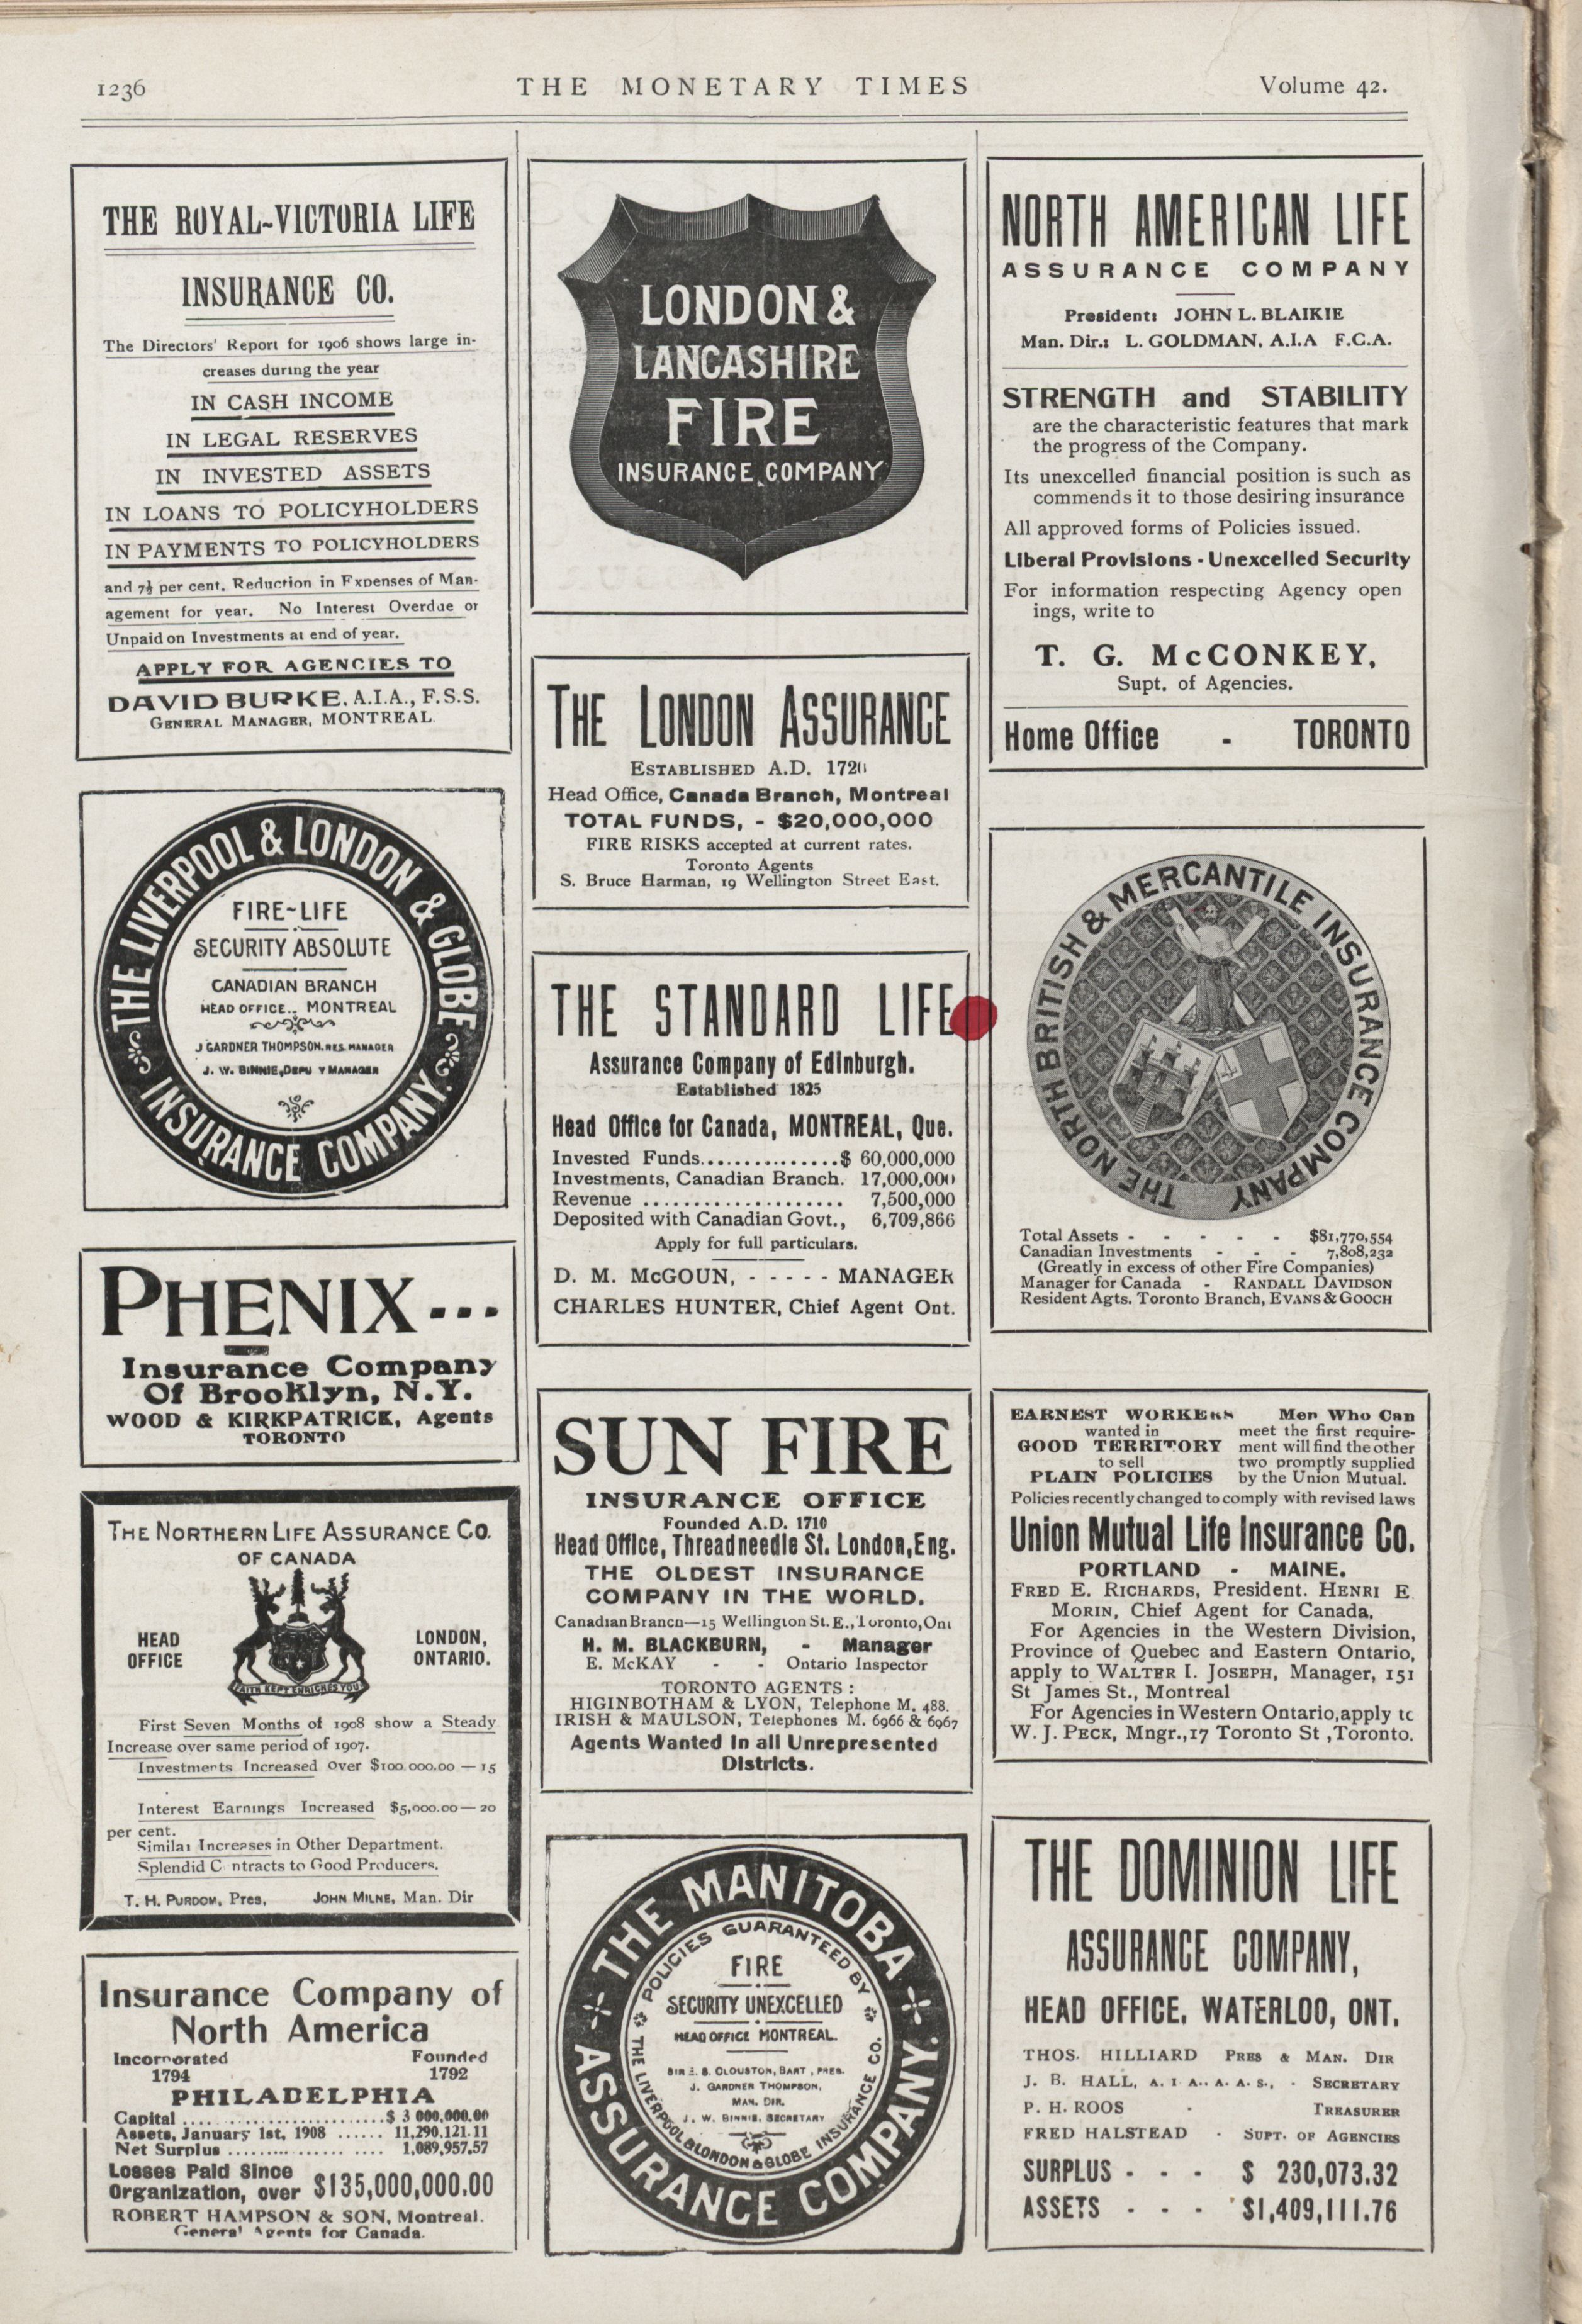 1236
THE MONETARY TIMES
Volume 42.
THE ROYAL-VICTORIA LIFE
INSURANCE CO.
The Directors' Report for 1906 shows large in-
creases during the year
IN CASH INCOME
IN LEGAL RESERVES
IN INVESTED ASSETS
IN LOANS TO POLICYHOLDERS
IN PAYMENTS TO POLICYHOLDERS
and 7½ per cent. Reduction in Expenses of Man-
agement for year. No Interest Overdue or
Unpaid on Investments at end of year.
APPLY FOR AGENCIES TO
DAVID BURKE, A.I.A., F.S.S.
GENERAL MANAGER, MONTREAL
THE LIVERPOOL & LONDON & GLOBE
INSURANCE COMPANY.
FIRE-LIFE
SECURITY ABSOLUTE
CANADIAN BRANCH
HEAD OFFICE.. MONTREAL
J GARDNER THOMPSON. RES. MANAGER
J. W. BINNIE, DEPU Y MANAGER
PHENIX...
Insurance Company
Of Brooklyn, N.Y.
WOOD & KIRKPATRICK, Agents
TORONTO
THE NORTHERN LIFE ASSURANCE CO.
OF CANADA
HEAD
OFFICE
LONDON,
ONTARIO.
FAITH KEPT ENRICHES YOU
First Seven Months of 1908 show a Steady
Increase over same period of 1907.
Investments Increased over $100,000.00 — 15
Interest Earnings Increased $5,000.00—20
per cent.
Similar Increases in Other Department.
Splendid C ntracts to Good Producers.
T. H. PURDOM, Pres,   JOHN MILNE, Man. Dir
Insurance Company of
North America
Incorporated   Founded
1794   1792
PHILADELPHIA
Capital ...........................$ 3 000,000.00
Assets, January 1st, 1908 ...... 11,290.121.11
Net Surplus ......................... 1,089,957.57
Losses Paid Since
Organization, over $135,000,000.00
ROBERT HAMPSON & SON, Montreal.
General Agents for Canada.
LONDON &
LANCASHIRE
FIRE
INSURANCE COMPANY
THE LONDON ASSURANCE
ESTABLISHED A.D. 1720
Head Office, Canada Branch, Montreal
TOTAL FUNDS, - $20,000,000
FIRE RISKS accepted at current rates.
Toronto Agents
S. Bruce Harman, 19 Wellington Street East.
THE STANDARD LIFE
Assurance Company of Edinburgh.
Established 1825
Head Office for Canada, MONTREAL, Que.
Invested Funds...............$ 60,000,000
Investments, Canadian Branch. 17,000,000
Revenue ..................... 7,500,000
Deposited with Canadian Govt., 6,709,866
Apply for full particulars.
D. M. McGOUN, - - - - - MANAGER
CHARLES HUNTER, Chief Agent Ont.
SUN FIRE
INSURANCE OFFICE
Founded A.D. 1710
Head Office, Threadneedle St. London, Eng.
THE OLDEST INSURANCE
COMPANY IN THE WORLD.
Canadian Branch—15 Wellington St. E., Toronto, Ont
H. M. BLACKBURN, - Manager
E. McKAY - - Ontario Inspector
TORONTO AGENTS :
HIGINBOTHAM & LYON, Telephone M. 488.
IRISH & MAULSON, Telephones M. 6966 & 6967
Agents Wanted in all Unrepresented
Districts.
THE MANITOBA
ASSURANCE COMPANY.
POLICIES GUARANTEED BY
THE LIVERPOOL & LONDON & GLOBE INSURANCE CO.
FIRE
SECURITY UNEXCELLED
HEAD OFFICE MONTREAL.
SIR E. S. CLOUSTON, BART, PRES.
J. GARDNER THOMPSON,
MAN. DIR.
J. W. BINNIE, SECRETARY
NORTH AMERICAN LIFE
ASSURANCE COMPANY
President: JOHN L. BLAIKIE
Man. Dir.: L. GOLDMAN, A.I.A F.C.A.
STRENGTH and STABILITY
are the characteristic features that mark
the progress of the Company.
Its unexcelled financial position is such as
commends it to those desiring insurance
All approved forms of Policies issued.
Liberal Provisions - Unexcelled Security
For information respecting Agency open
ings, write to
T. G. McCONKEY,
Supt. of Agencies.
Home Office - TORONTO
THE NORTH BRITISH & MERCANTILE INSURANCE COMPANY
Total Assets - - - - - $81,770,554
Canadian Investments - - - 7,808,232
(Greatly in excess of other Fire Companies)
Manager for Canada - RANDALL DAVIDSON
Resident Agts. Toronto Branch, EVANS & GOOCH
EARNEST WORKERS
wanted in
GOOD TERRITORY
to sell
PLAIN POLICIES
Men Who Can
meet the first require-
ment will find the other
two promptly supplied
by the Union Mutual.
Policies recently changed to comply with revised laws
Union Mutual Life Insurance Co.
PORTLAND - MAINE.
FRED E. RICHARDS, President. HENRI E.
MORIN, Chief Agent for Canada,
For Agencies in the Western Division,
Province of Quebec and Eastern Ontario,
apply to WALTER I. JOSEPH, Manager, 151
St James St., Montreal
For Agencies in Western Ontario, apply to
W. J. PECK, Mngr., 17 Toronto St , Toronto.
THE DOMINION LIFE
ASSURANCE COMPANY,
HEAD OFFICE. WATERLOO, ONT.
THOS. HILLIARD PRES & MAN. DIR
J. B. HALL, A. I A.. A. A. S., - SECRETARY
P. H. ROOS - TREASURER
FRED HALSTEAD - SUPT. OF AGENCIES
SURPLUS - - - $ 230,073.32
ASSETS - - - $1,409,111.76